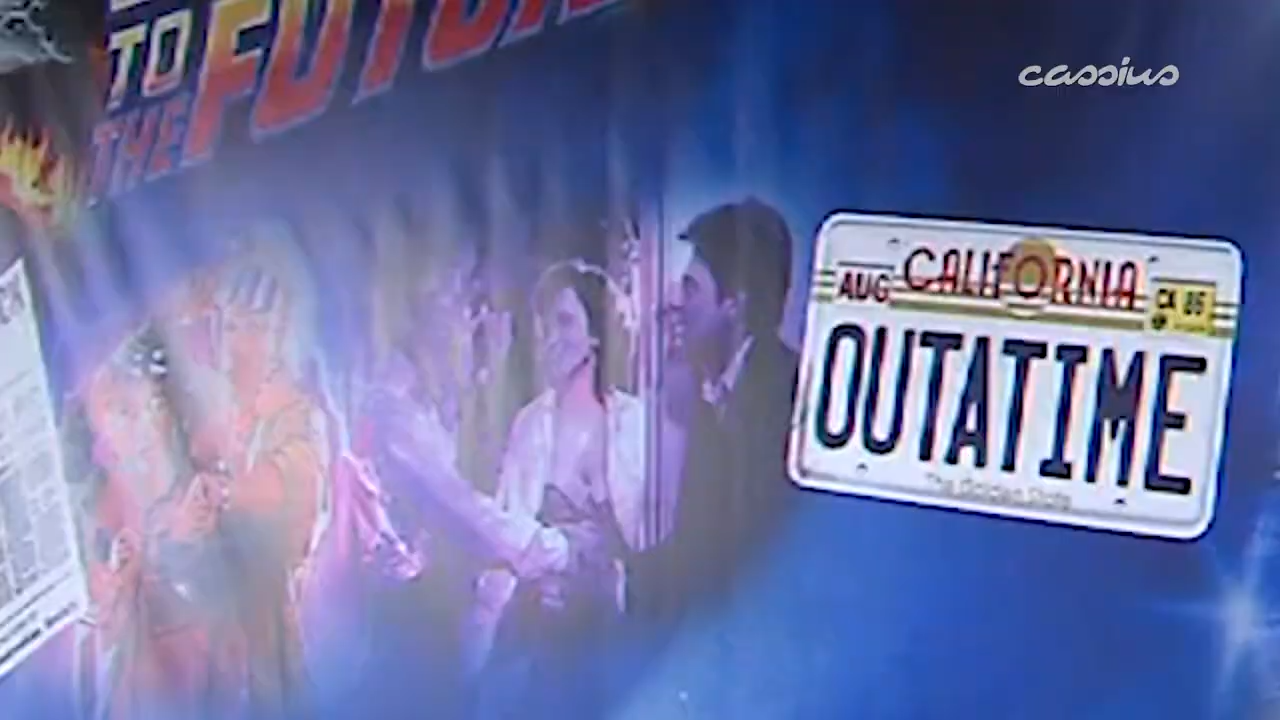 TO
THE FUTURE
cassius
CALIFORNIA
AUG
CA 85
OUTATIME
The Golden State